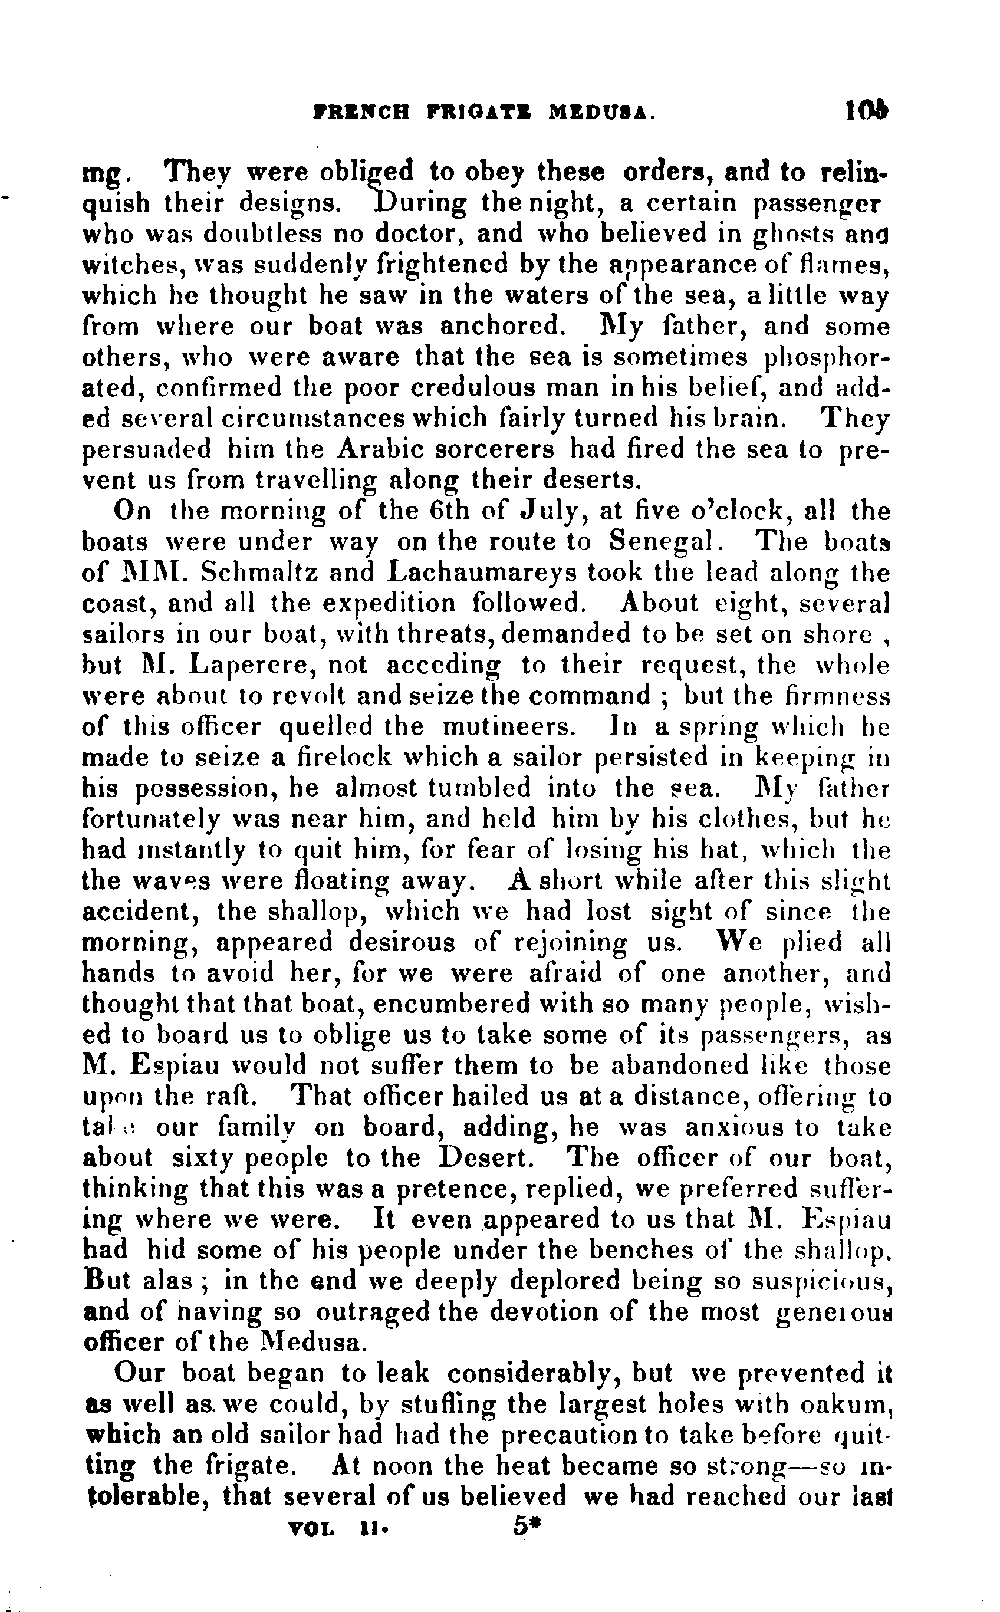 FRENCH FRIGATE MEDUSA. 105
ing. They were obliged to obey these orders, and to relin-
quish their designs. During the night, a certain passenger
who was doubtless no doctor, and who believed in ghosts and
witches, was suddenly frightened by the appearance of flames,
which he thought he saw in the waters of the sea, a little way
from where our boat was anchored. My father, and some
others, who were aware that the sea is sometimes phosphor-
ated, confirmed the poor credulous man in his belief, and add-
ed several circumstances which fairly turned his brain. They
persuaded him the Arabic sorcerers had fired the sea to pre-
vent us from travelling along their deserts.
On the morning of the 6th of July, at five o'clock, all the
boats were under way on the route to Senegal. The boats
of MM. Schmaltz and Lachaumareys took the lead along the
coast, and all the expedition followed. About eight, several
sailors in our boat, with threats, demanded to be set on shore ,
but M. Laperere, not acceding to their request, the whole
were about to revolt and seize the command ; but the firmness
of this officer quelled the mutineers. In a spring which he
made to seize a firelock which a sailor persisted in keeping in
his possession, he almost tumbled into the sea. My father
fortunately was near him, and held him by his clothes, but he
had instantly to quit him, for fear of losing his hat, which the
the waves were floating away. A short while after this slight
accident, the shallop, which we had lost sight of since the
morning, appeared desirous of rejoining us. We plied all
hands to avoid her, for we were afraid of one another, and
thought that that boat, encumbered with so many people, wish-
ed to board us to oblige us to take some of its passengers, as
M. Espiau would not suffer them to be abandoned like those
upon the raft. That officer hailed us at a distance, offering to
take our family on board, adding, he was anxious to take
about sixty people to the Desert. The officer of our boat,
thinking that this was a pretence, replied, we preferred suffer-
ing where we were. It even appeared to us that M. Espiau
had hid some of his people under the benches of the shallop.
But alas ; in the end we deeply deplored being so suspicious,
and of having so outraged the devotion of the most generous
officer of the Medusa.
Our boat began to leak considerably, but we prevented it
as well as we could, by stuffing the largest holes with oakum,
which an old sailor had had the precaution to take before quit-
ting the frigate. At noon the heat became so strong—so in-
tolerable, that several of us believed we had reached our last
VOL II. 5*